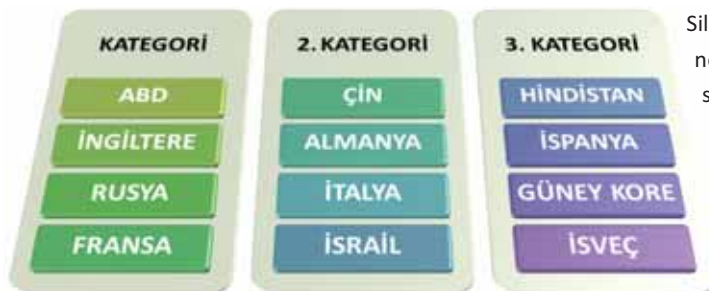 KATEGORİ
ABD
İNGİLTERE
RUSYA
FRANSA
2. KATEGORİ
ÇİN
ALMANYA
İTALYA
İSRAİL
3. KATEGORİ
HİNDİSTAN
İSPANYA
GÜNEY KORE
İSVEÇ
Sil